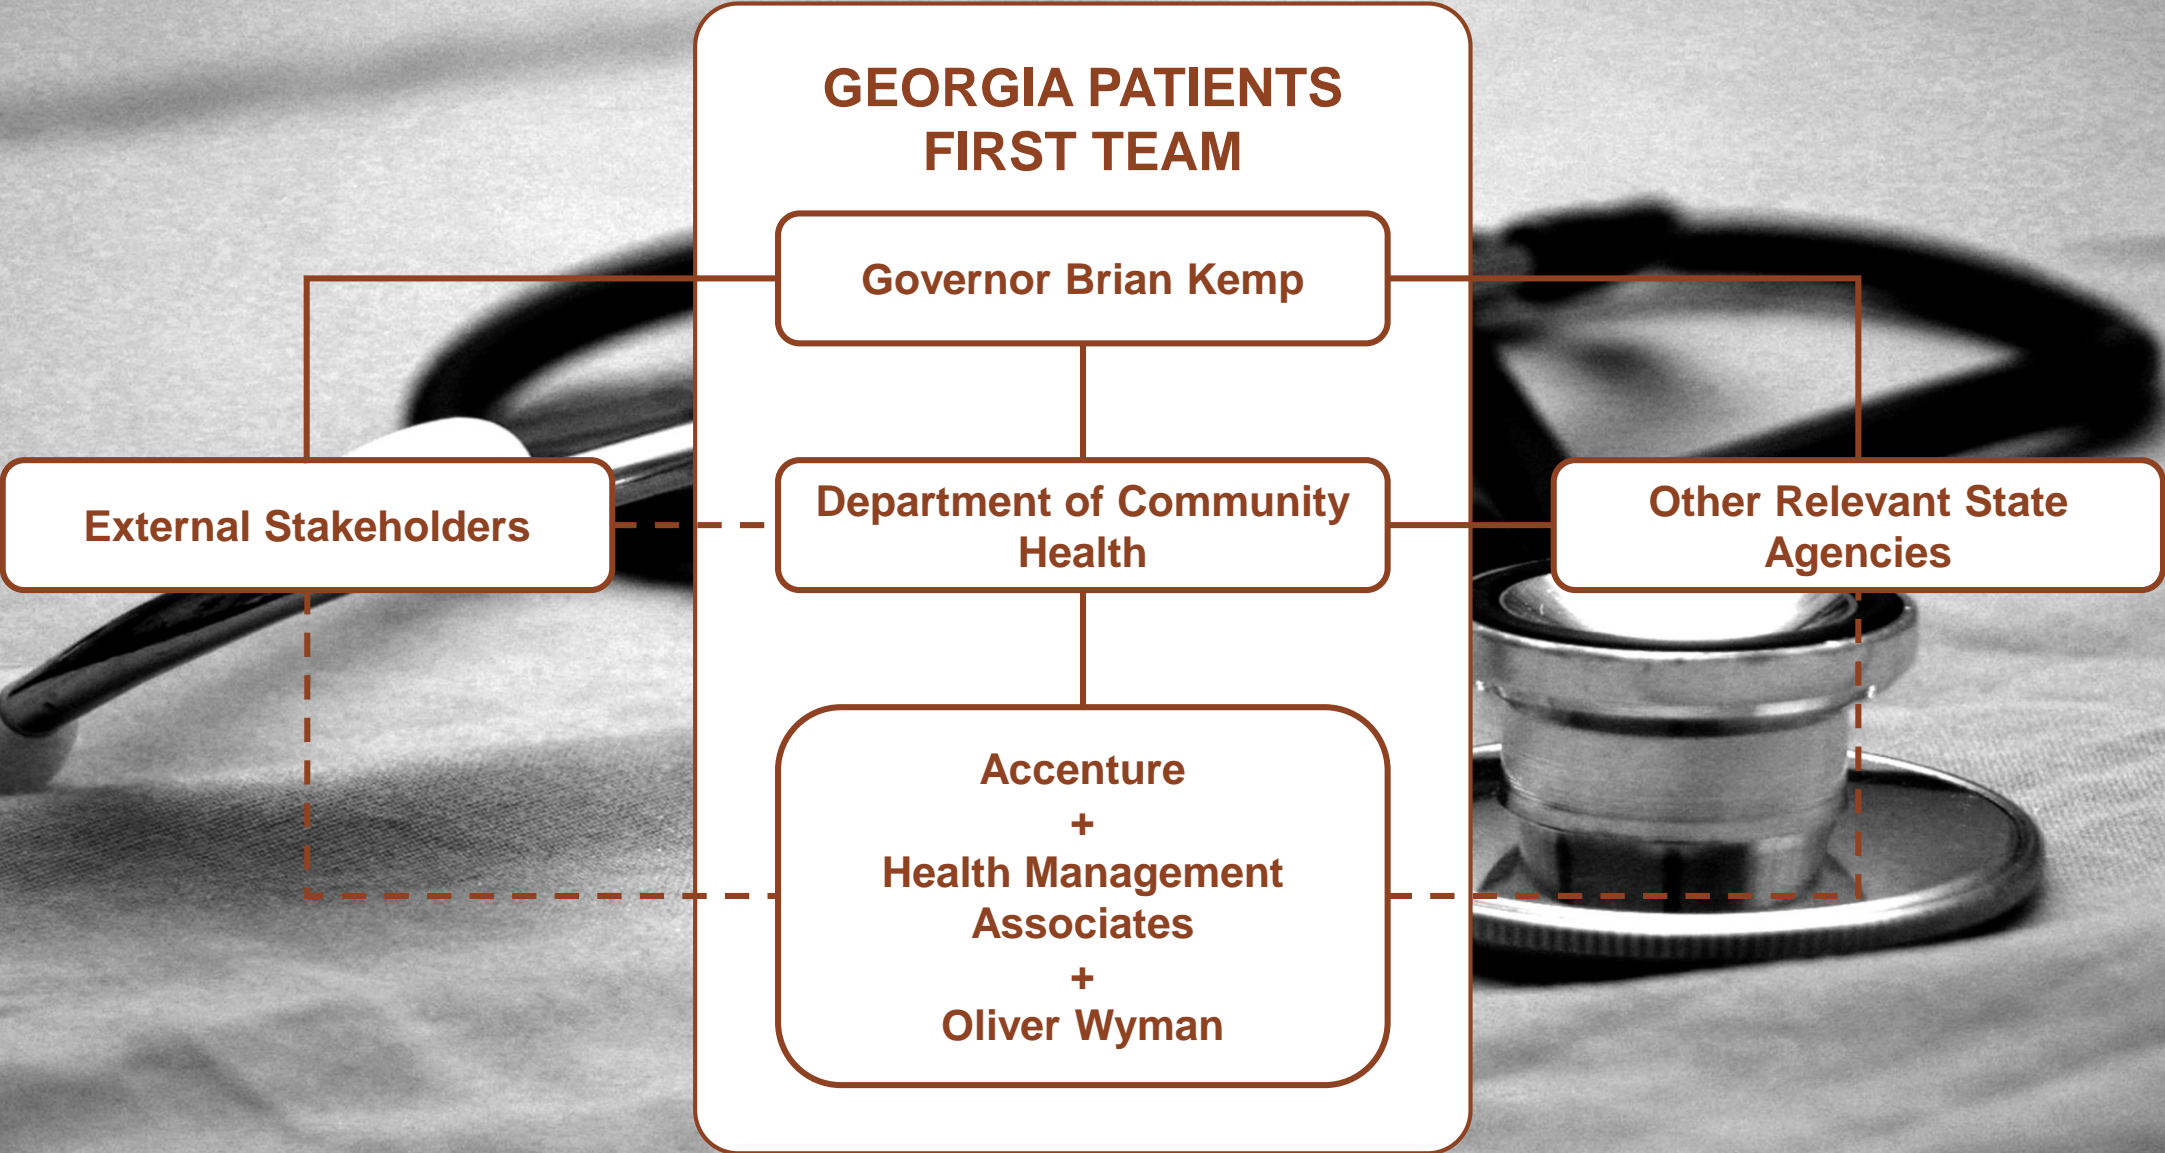 GEORGIA PATIENTS
FIRST TEAM
Governor Brian Kemp
External Stakeholders
Department of Community
Health
Other Relevant State
Agencies
Accenture
+
Health Management
Associates
+
Oliver Wyman